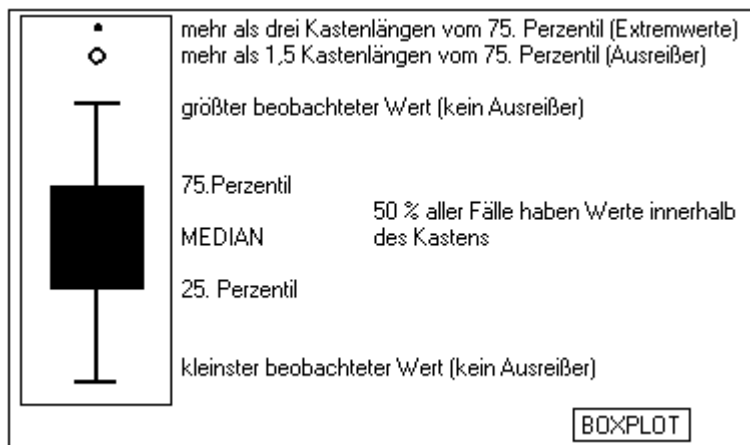 mehr als drei Kastenlängen vom 75. Perzentil (Extremwerte)
mehr als 1,5 Kastenlängen vom 75. Perzentil (Ausreißer)
größter beobachteter Wert (kein Ausreißer)
75.Perzentil
50 % aller Fälle haben Werte innerhalb
MEDIAN
des Kastens
25. Perzentil
kleinster beobachteter Wert (kein Ausreißer)
BOXPLOT